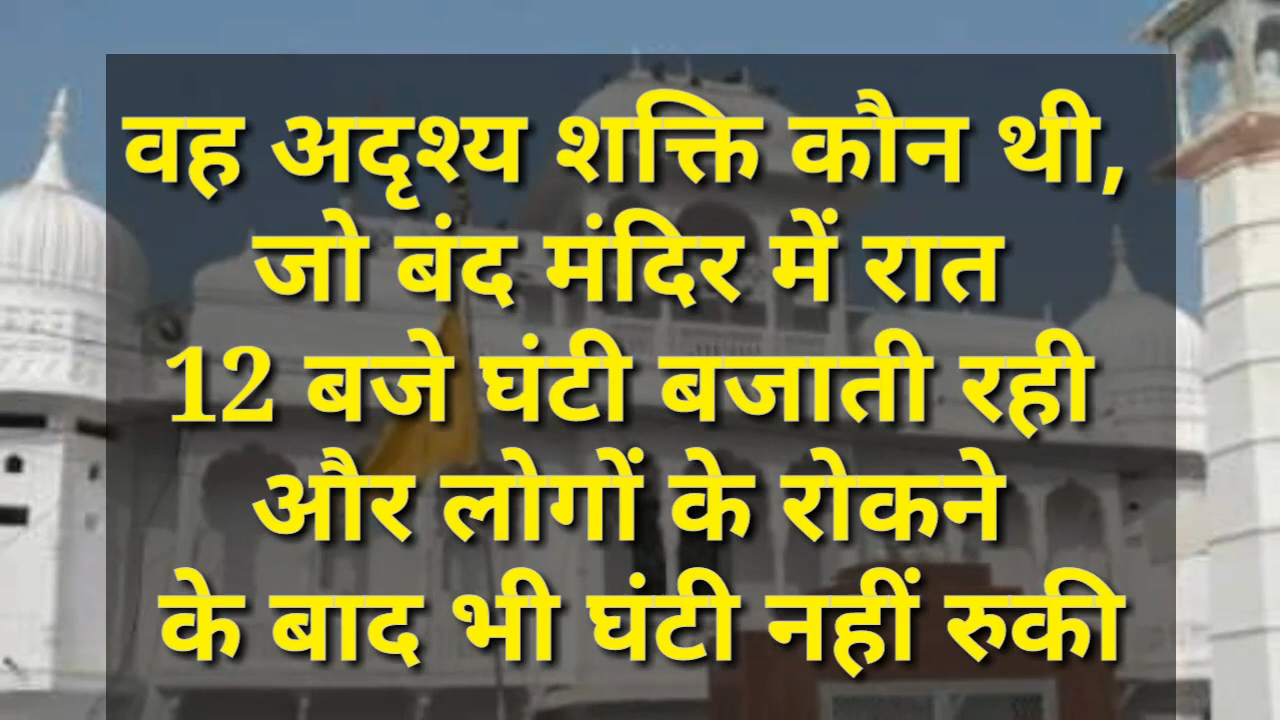 वह अदृश्य शक्ति कौन थी,
जो बंद मंदिर में रात
12 बजे घंटी बजाती रही
और लोगों के रोकने
के बाद भी घंटी नहीं रुकी